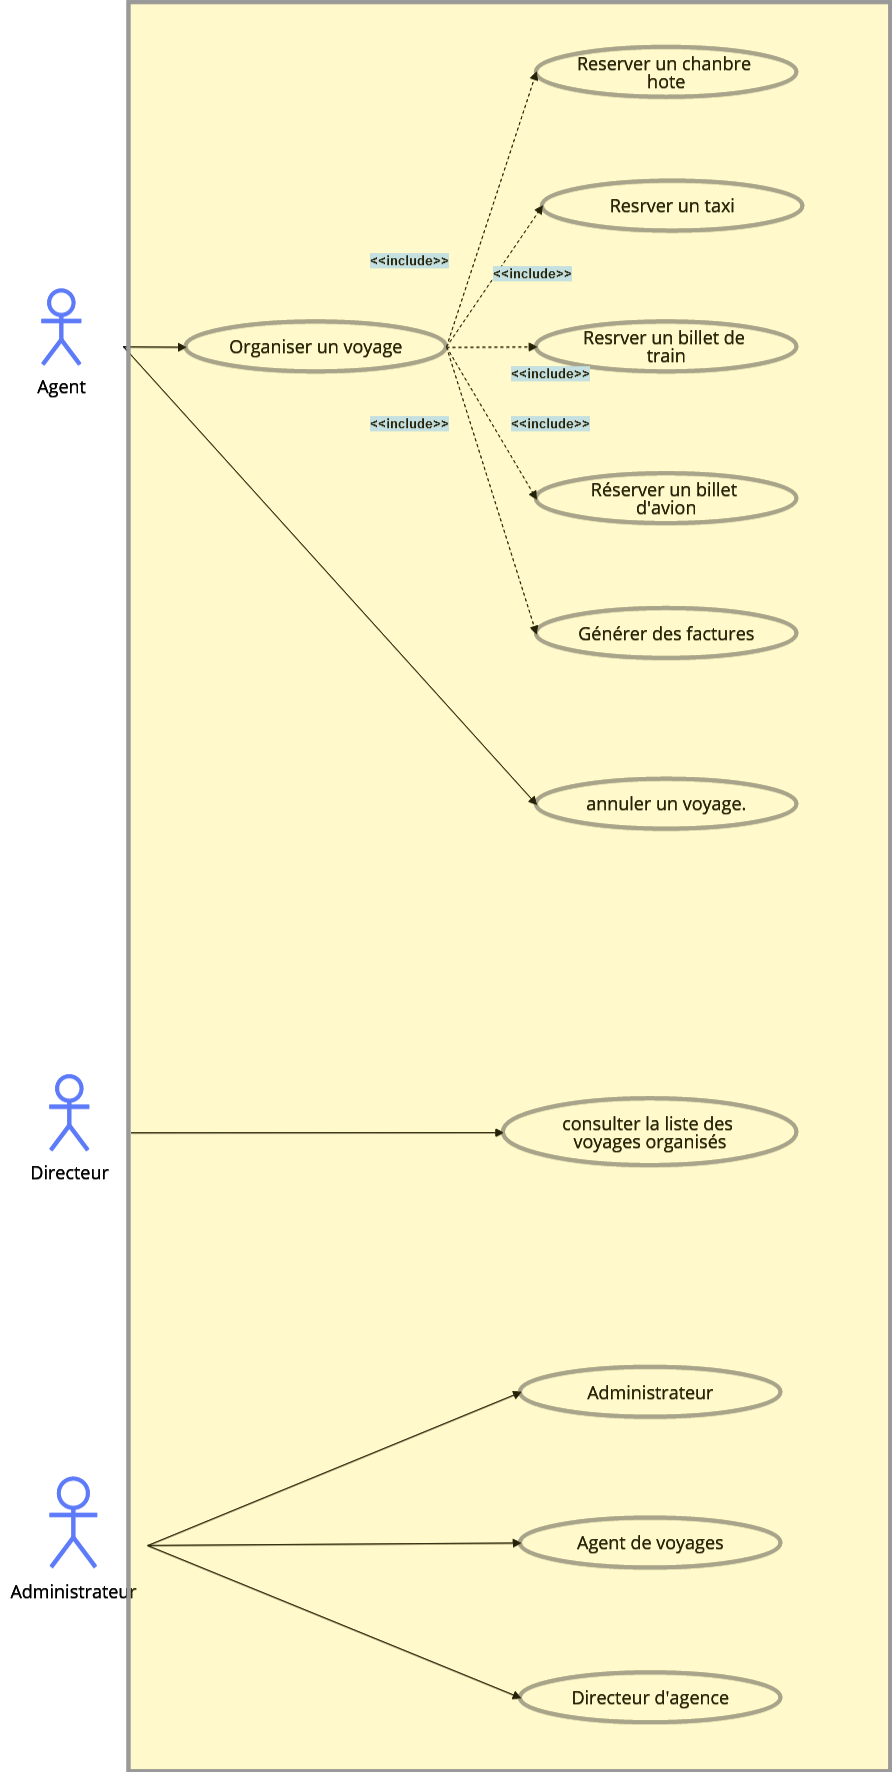 Reserver un chanbre
hote
Resrver un taxi
<<include>>
<<include>>
Agent
Organiser un voyage
Resrver un billet de
train
<<include>>
<<include>>
<<include>>
Réserver un billet
d'avion
Générer des factures
annuler un voyage.
Directeur
consulter la liste des
voyages organisés
Administrateur
Administrateur
Agent de voyages
Directeur d'agence